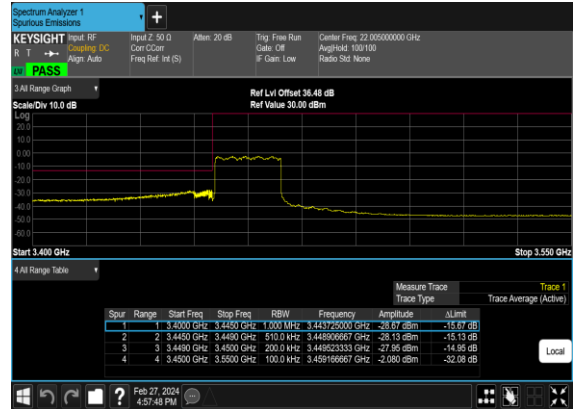 Spectrum Analyzer 1
Spurious Emissions
KEYSIGHT Input: RF
R T Coupling: DC
Align: Auto
Input Z: 50 Ω
Corr CCorr
Freq Ref: Int (S)
Atten: 20 dB
Trig: Free Run
Gate: Off
IF Gain: Low
Center Freq: 22.005000000 GHz
Avg|Hold: 100/100
Radio Std: None
PASS
3 All Range Graph
Scale/Div 10.0 dB
Ref Lvl Offset 36.48 dB
Ref Value 30.00 dBm
Log
20.0
10.0
0.00
-10.0
-20.0
-30.0
-40.0
-50.0
-60.0
Start 3.400 GHz Stop 3.550 GHz
4 All Range Table
Measure Trace Trace 1
Trace Type Trace Average (Active)
Spur Range Start Freq Stop Freq RBW Frequency Amplitude ΔLimit
1 1 3.4000 GHz 3.4450 GHz 1.000 MHz 3.443725000 GHz -28.67 dBm -15.67 dB
2 2 3.4450 GHz 3.4490 GHz 510.0 kHz 3.448906667 GHz -28.13 dBm -15.13 dB
3 3 3.4490 GHz 3.4500 GHz 200.0 kHz 3.449523333 GHz -27.95 dBm -14.95 dB
4 4 3.4500 GHz 3.5500 GHz 100.0 kHz 3.459166667 GHz -2.080 dBm -32.08 dB
Local
Feb 27, 2024
4:57:48 PM